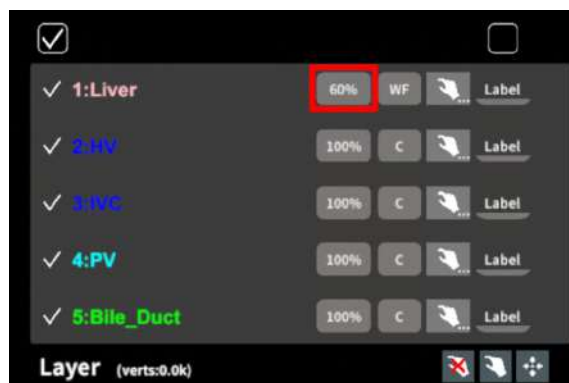 1:Liver 60% WF Label
2:HV 100% C Label
3:IVC 100% C Label
4:PV 100% C Label
5:Bile_Duct 100% C Label
Layer (verts:0.0k)